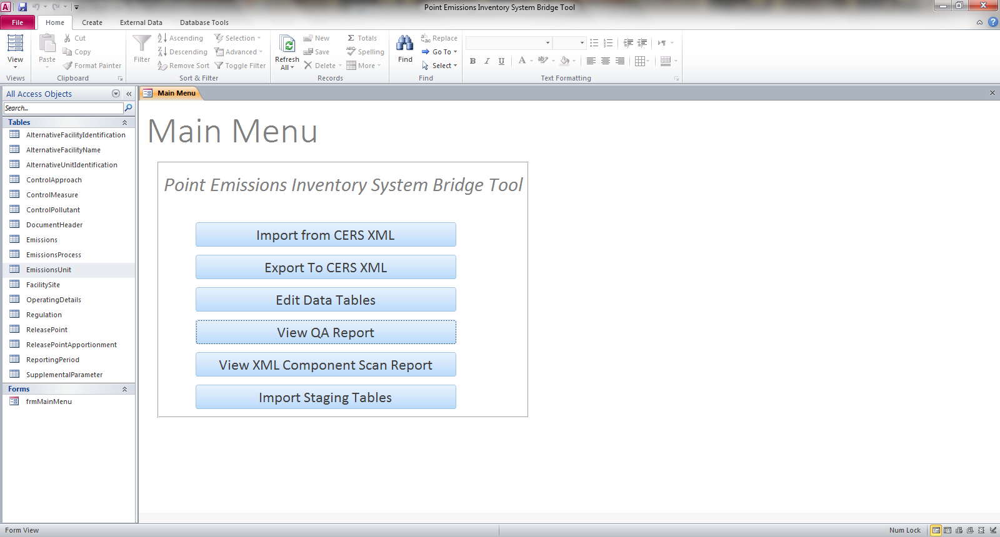 Point Emissions Inventory System Bridge Tool
File Home Create External Data Database Tools
View
Views
Paste
Cut
Copy
Format Painter
Clipboard
Filter
Ascending
Descending
Remove Sort
Selection
Advanced
Toggle Filter
Sort & Filter
Refresh
All
New
Save
Delete
Totals
Spelling
More
Records
Find
Replace
Go To
Select
Find
B I U A
Text Formatting
All Access Objects
Search...
Tables
AlternativeFacilityIdentification
AlternativeFacilityName
AlternativeUnitIdentification
ControlApproach
ControlMeasure
ControlPollutant
DocumentHeader
Emissions
EmissionsProcess
EmissionsUnit
FacilitySite
OperatingDetails
Regulation
ReleasePoint
ReleasePointApportionment
ReportingPeriod
SupplementalParameter
Forms
frmMainMenu
Main Menu
Main Menu
Point Emissions Inventory System Bridge Tool
Import from CERS XML
Export To CERS XML
Edit Data Tables
View QA Report
View XML Component Scan Report
Import Staging Tables
Form View
Num Lock